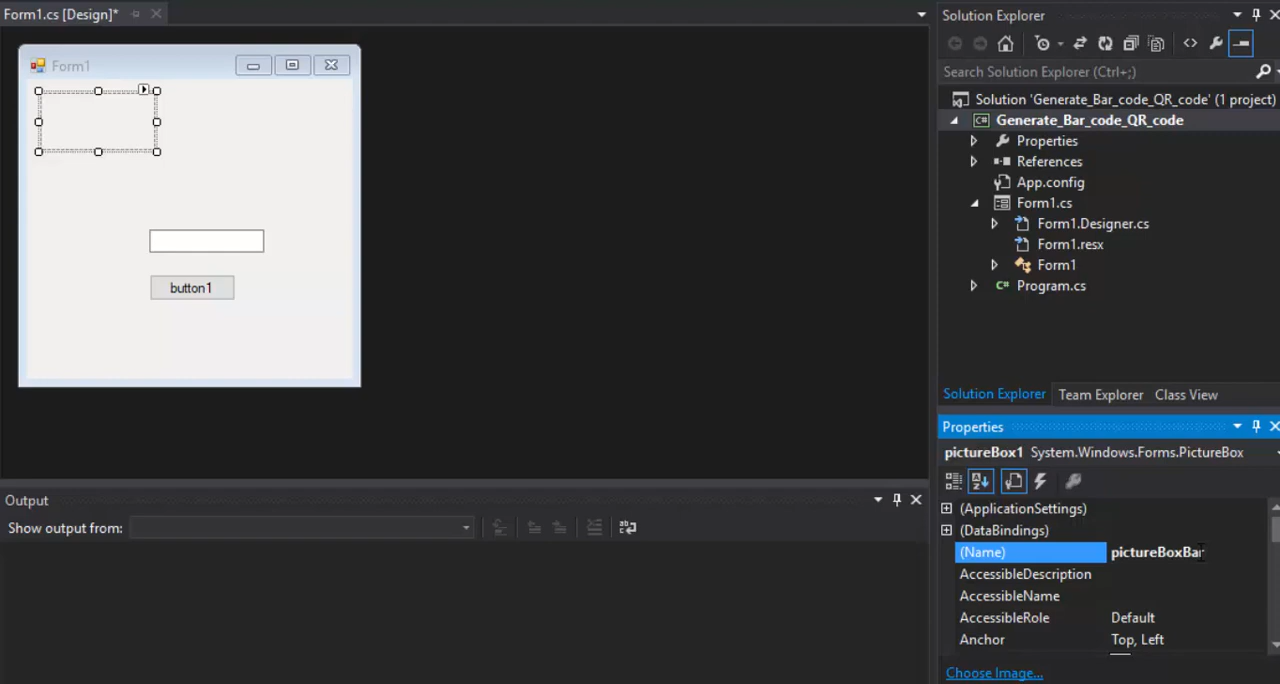 Form1.cs [Design]*
Form1
button1
Output
Show output from:
Solution Explorer
Search Solution Explorer (Ctrl+;)
Solution 'Generate_Bar_code_QR_code' (1 project)
C# Generate_Bar_code_QR_code
Properties
References
App.config
Form1.cs
Form1.Designer.cs
Form1.resx
Form1
C# Program.cs
Solution Explorer Team Explorer Class View
Properties
pictureBox1 System.Windows.Forms.PictureBox
(ApplicationSettings)
(DataBindings)
(Name) pictureBoxBar
AccessibleDescription
AccessibleName
AccessibleRole Default
Anchor Top, Left
Choose Image...